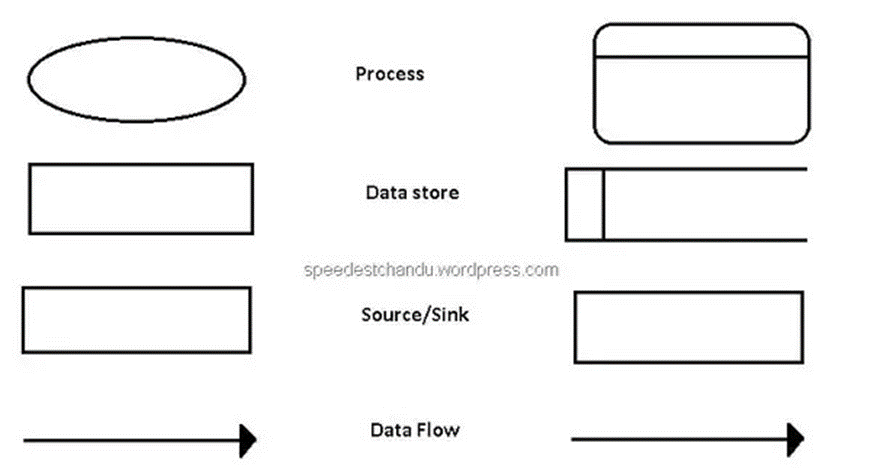 Process
Data store
speedestchandu.wordpress.com
Source/Sink
Data Flow